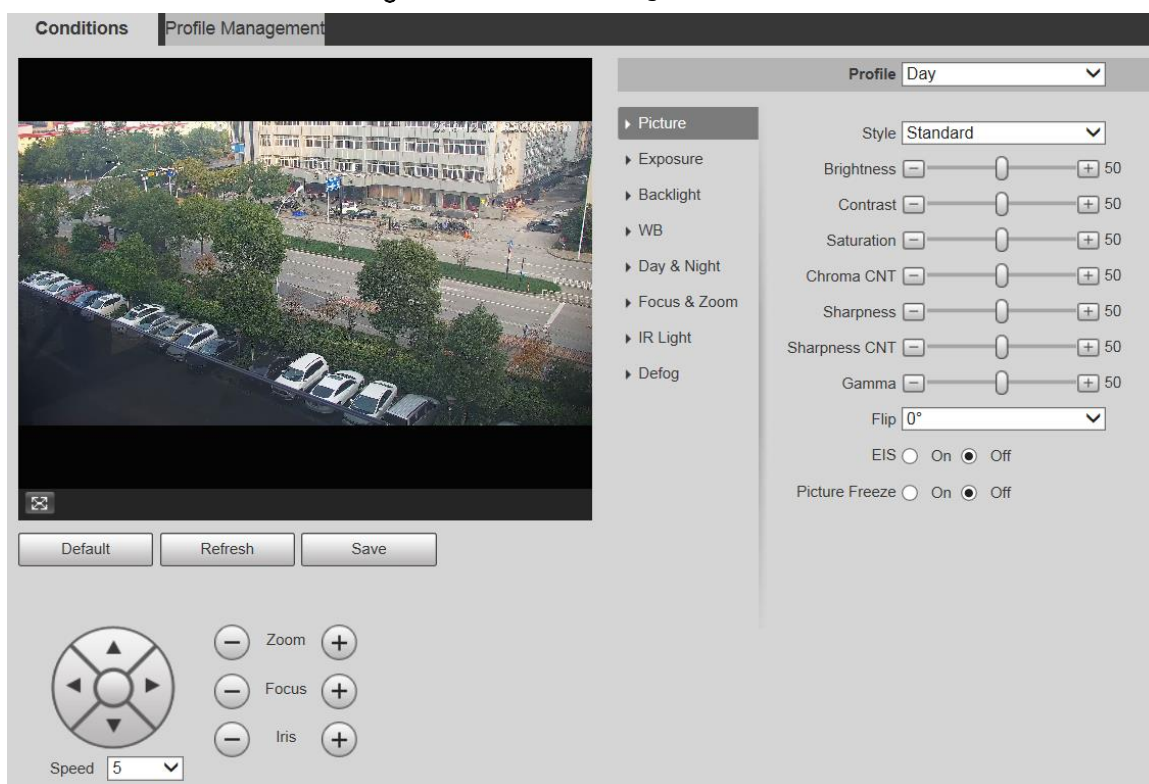 Conditions Profile Management
Profile Day
Picture
Exposure
Backlight
WB
Day & Night
Focus & Zoom
IR Light
Defog
Style Standard
Brightness 50
Contrast 50
Saturation 50
Chroma CNT 50
Sharpness 50
Sharpness CNT 50
Gamma 50
Flip 0°
EIS On Off
Picture Freeze On Off
Default Refresh Save
Zoom
Focus
Iris
Speed 5